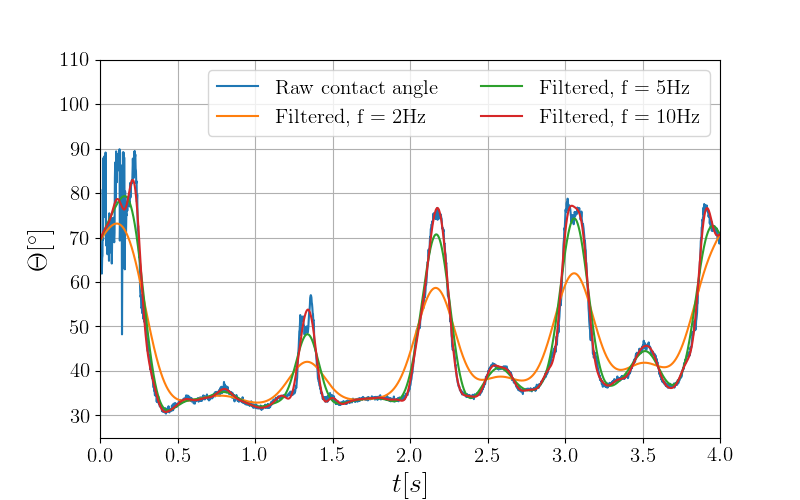 110
100
90
80
70
60
50
40
30
Θ[°]
Raw contact angle
Filtered, f = 2Hz
Filtered, f = 5Hz
Filtered, f = 10Hz
0.0 0.5 1.0 1.5 2.0 2.5 3.0 3.5 4.0
t[s]